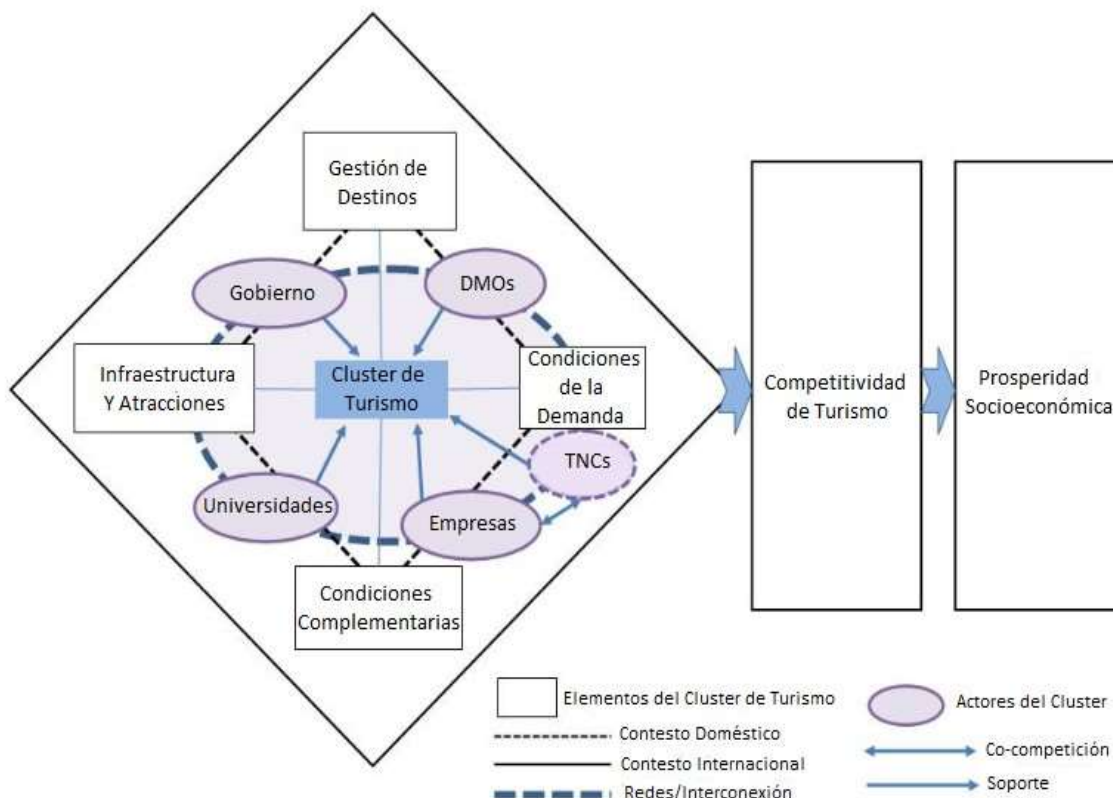 Gestión de
Destinos
Gobierno
DMOs
Infraestructura
Y Atracciones
Cluster de
Turismo
Condiciones
de la
Demanda
TNCs
Universidades
Empresas
Condiciones
Complementarias
Competitividad
de Turismo
Prosperidad
Socioeconómica
Elementos del Cluster de Turismo
Actores del Cluster
Contesto Doméstico
Co-competición
Contesto Internacional
Soporte
Redes/Interconexión